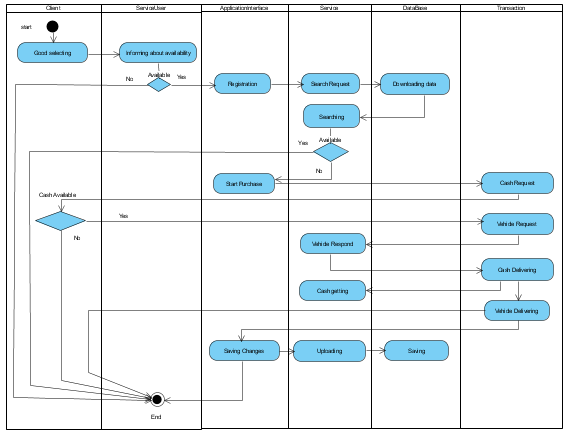 Client
ServiceUser
ApplicationInterface
Service
DataBase
Transaction
start
Good selecting
Informing about availability
Available
No
Yes
Registration
Search Request
Downloading data
Searching
Available
Yes
No
Start Purchase
Cash Request
Cash Available
Yes
No
Vehicle Request
Vehicle Respond
Cash Delivering
Cash getting
Vehicle Delivering
Saving Changes
Uploading
Saving
End